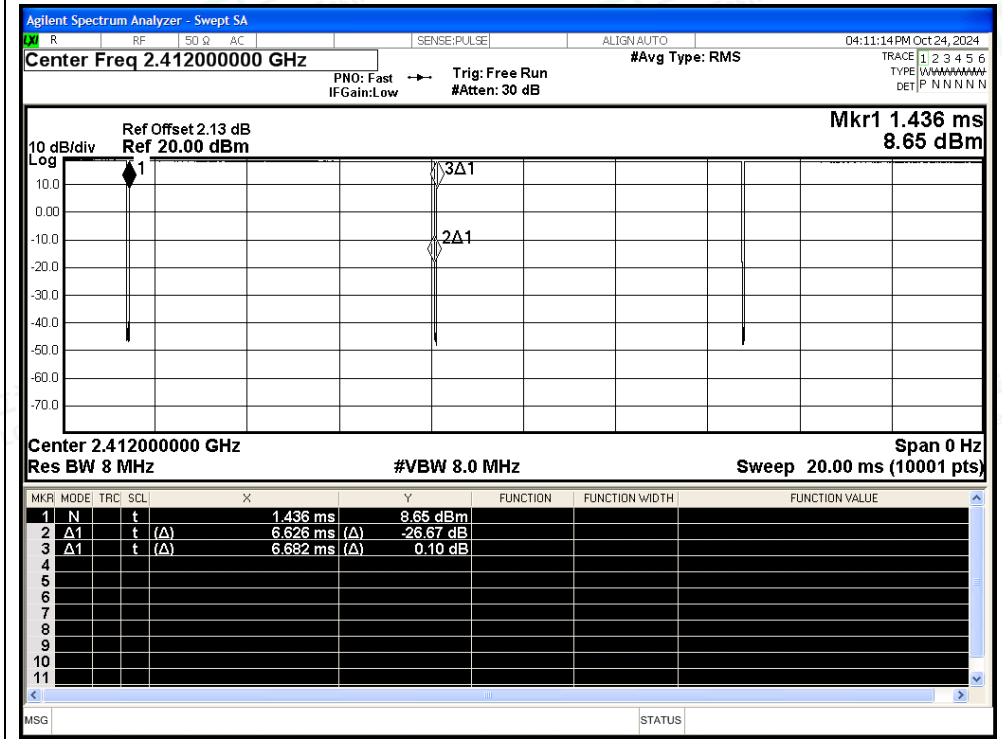 Agilent Spectrum Analyzer - Swept SA
LXI R RF 50 Ω AC SENSE:PULSE ALIGN AUTO 04:11:14 PM Oct 24, 2024
Center Freq 2.412000000 GHz #Avg Type: RMS TRACE 1 2 3 4 5 6
PNO: Fast Trig: Free Run TYPE WWWWWW
IFGain:Low #Atten: 30 dB DET P N N N N N
Mkr1 1.436 ms
Ref Offset 2.13 dB
10 dB/div Ref 20.00 dBm 8.65 dBm
Log
1 3Δ1
10.0
0.00
-10.0 2Δ1
-20.0
-30.0
-40.0
-50.0
-60.0
-70.0
Center 2.412000000 GHz Span 0 Hz
Res BW 8 MHz #VBW 8.0 MHz Sweep 20.00 ms (10001 pts)
MKR MODE TRC SCL X Y FUNCTION FUNCTION WIDTH FUNCTION VALUE
1 N t 1.436 ms 8.65 dBm
2 Δ1 t (Δ) 6.626 ms (Δ) -26.67 dB
3 Δ1 t (Δ) 6.682 ms (Δ) 0.10 dB
4
5
6
7
8
9
10
11
MSG STATUS